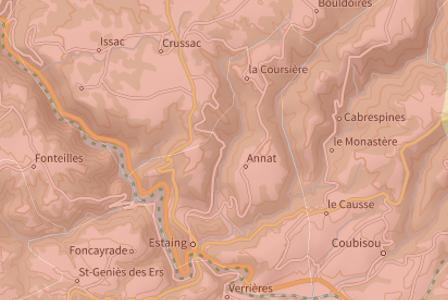 Bouldoires
Issac
Crussac
la Coursière
Cabrespines
le Monastère
Fonteilles
Annat
le Causse
Estaing
Coubisou
Foncayrade
St-Geniès des Ers
Verrières